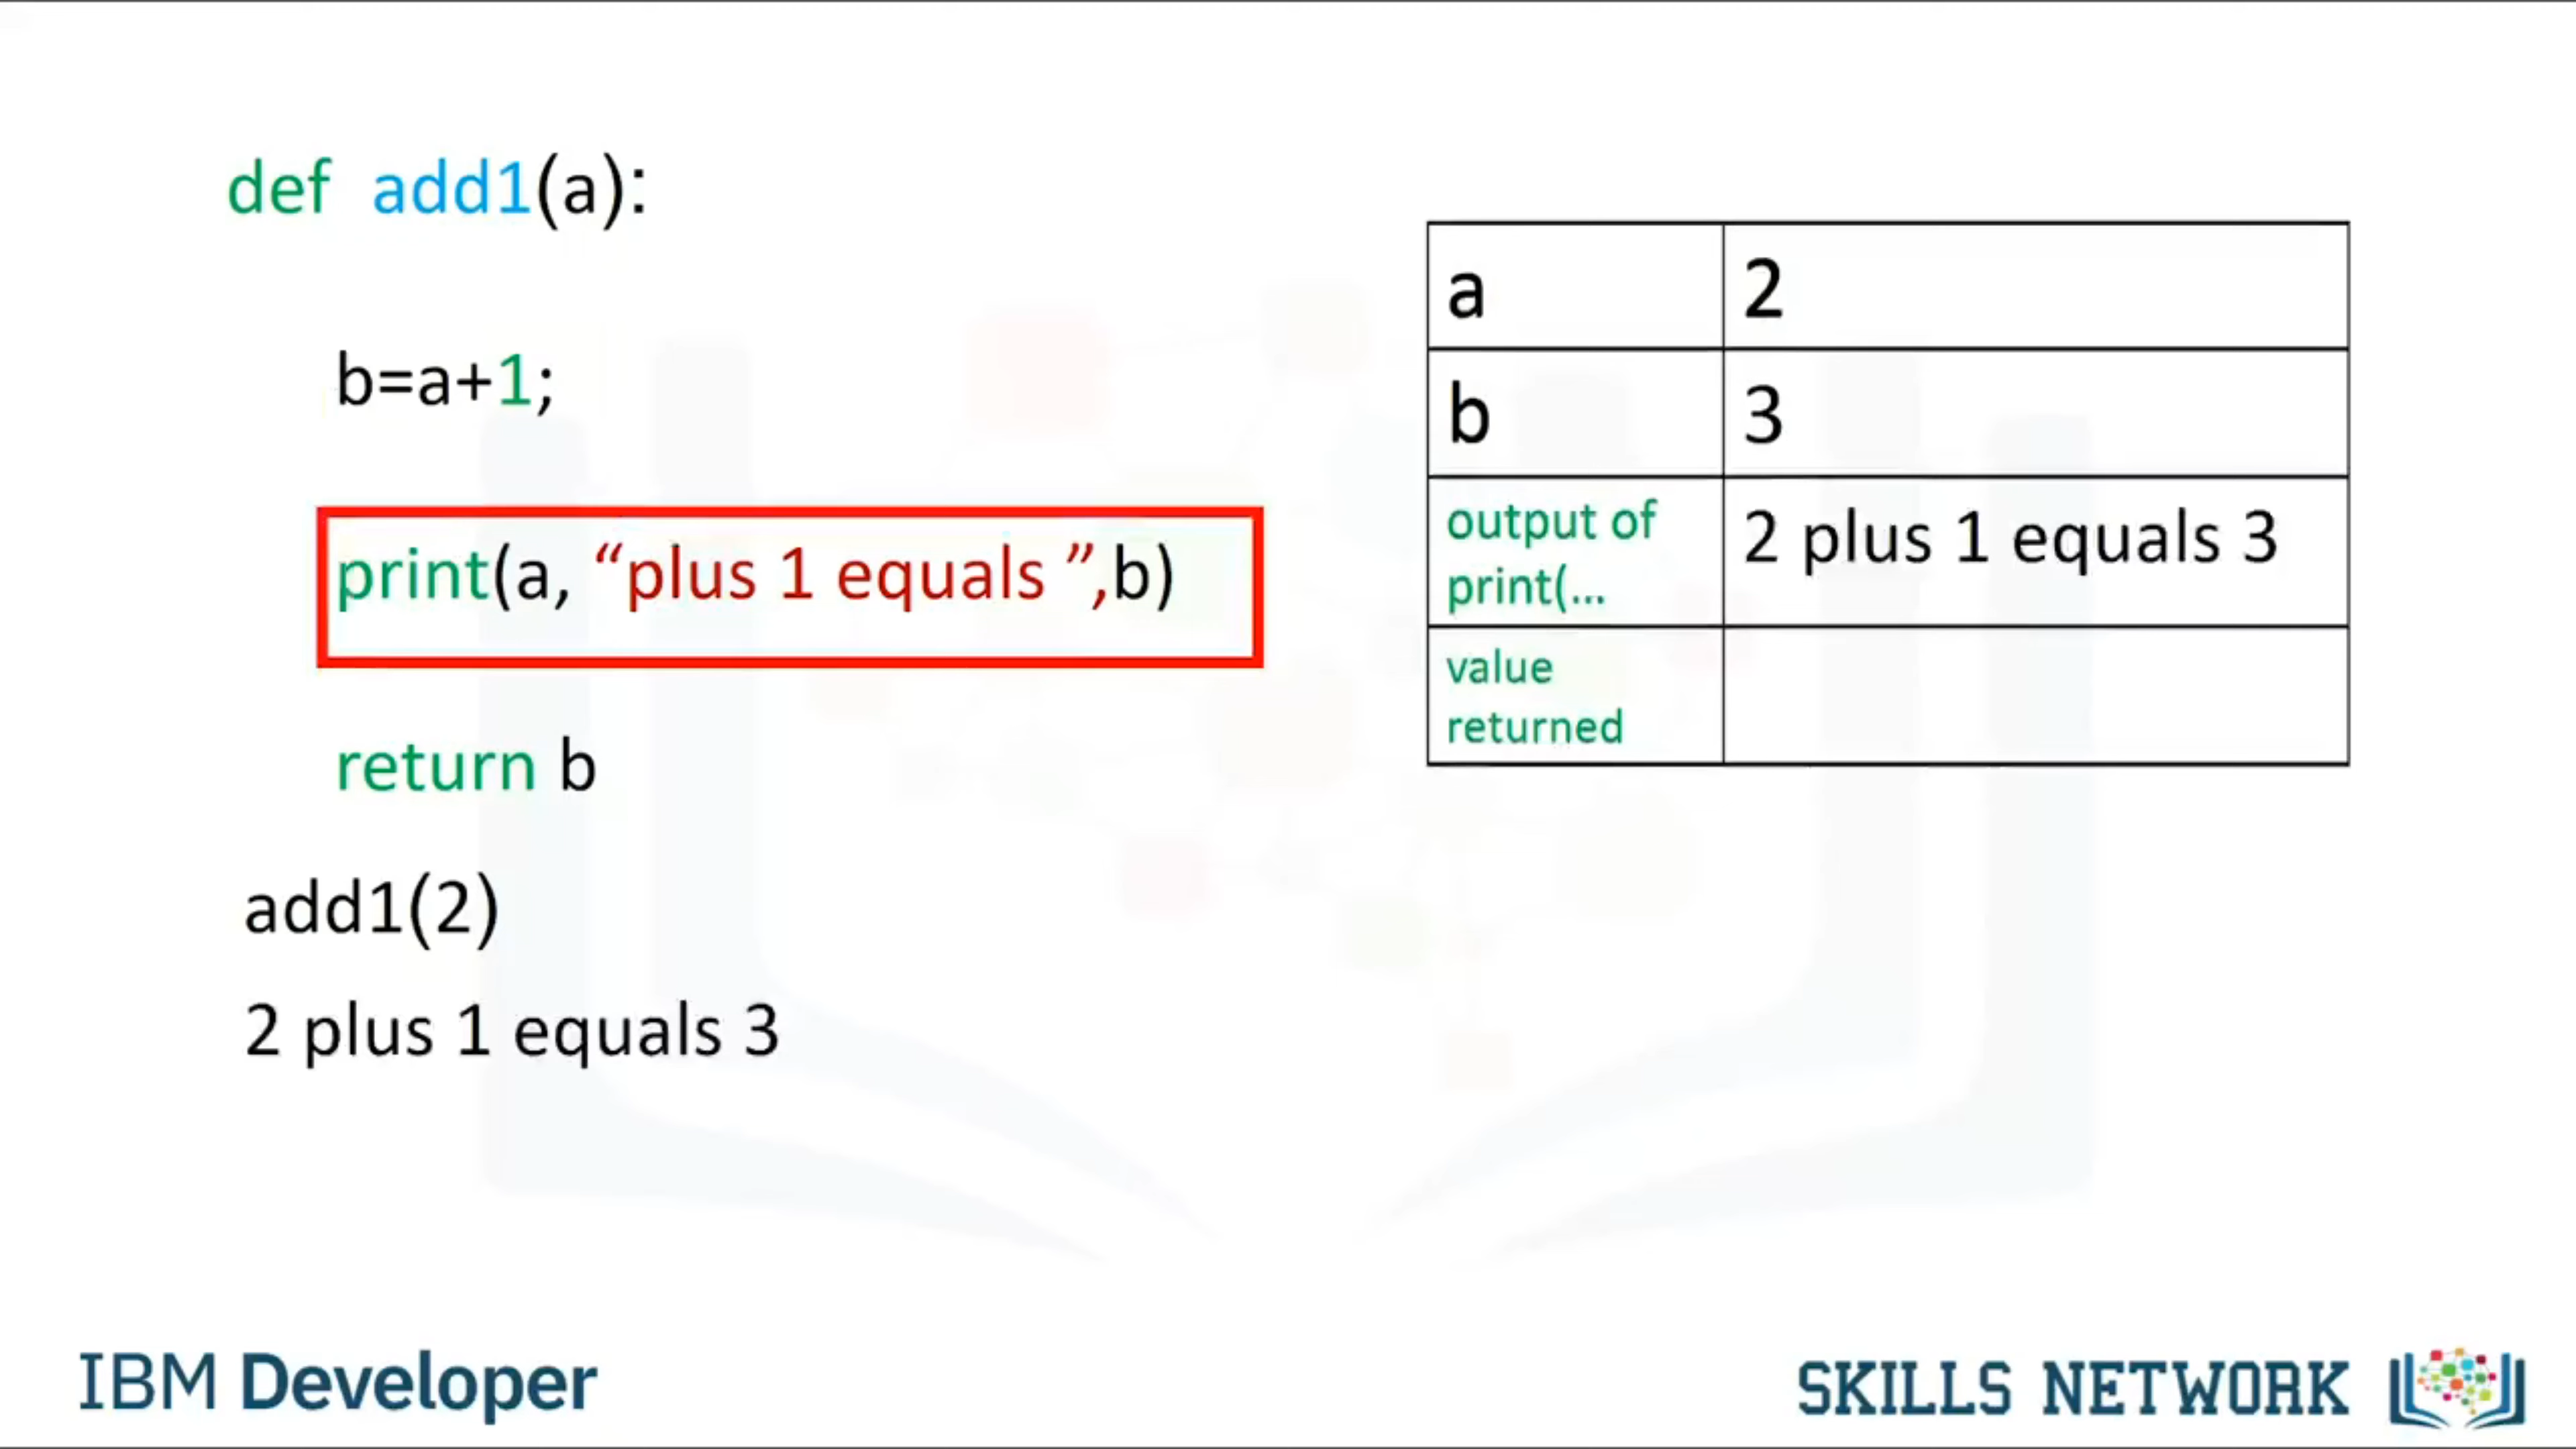 def add1(a):
b=a+1;
print(a, “plus 1 equals ”,b)
return b
add1(2)
2 plus 1 equals 3
a 2
b 3
output of
print(... 2 plus 1 equals 3
value
returned
IBM Developer
SKILLS NETWORK